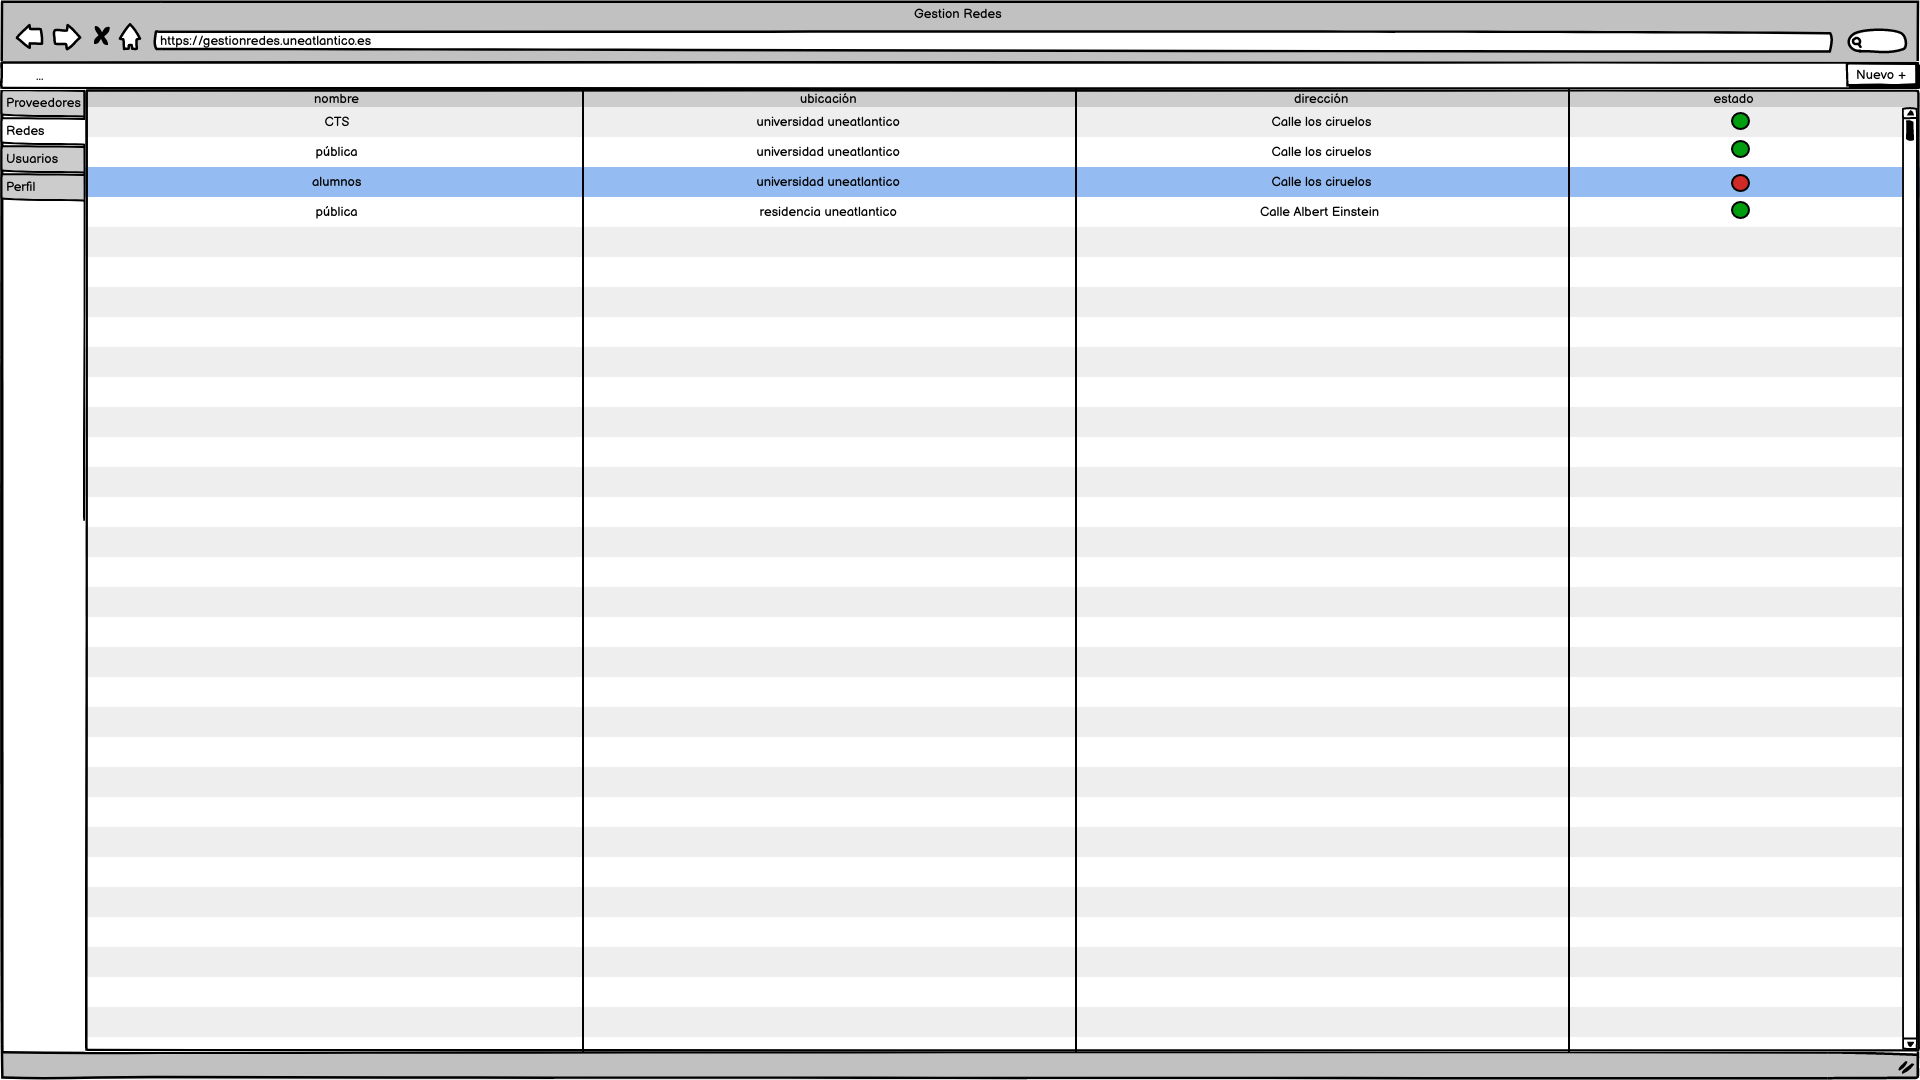 Gestion Redes
https://gestionredes.uneatlantico.es
...
Nuevo +
Proveedores
Redes
Usuarios
Perfil
nombre ubicación dirección estado
CTS universidad uneatlantico Calle los ciruelos
pública universidad uneatlantico Calle los ciruelos
alumnos universidad uneatlantico Calle los ciruelos
pública residencia uneatlantico Calle Albert Einstein